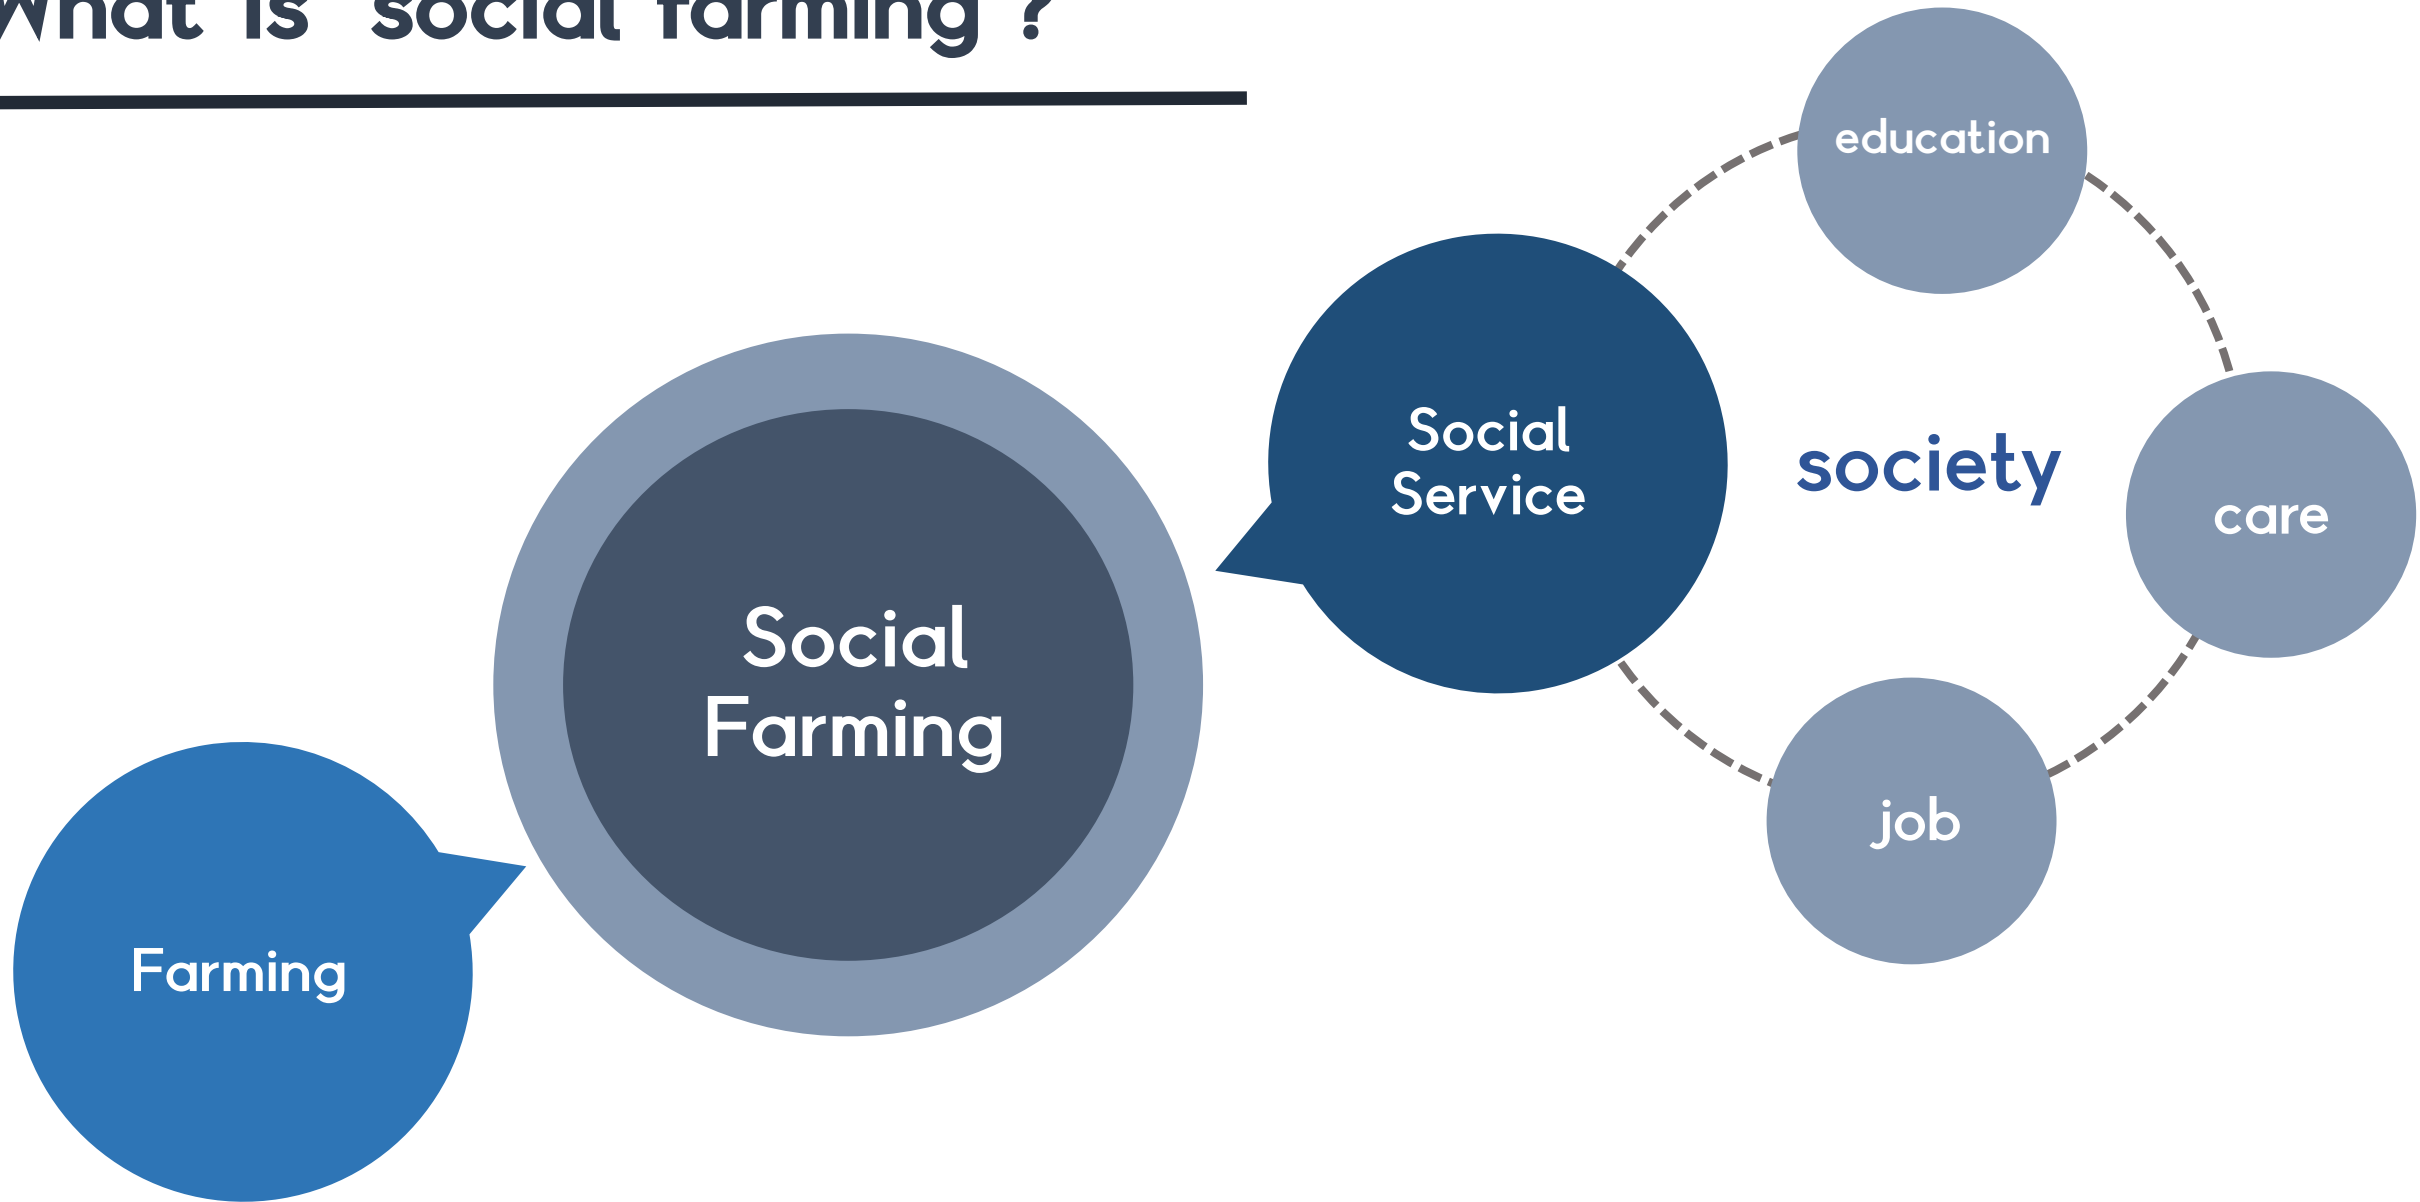 What is social farming ?
education
Social
Service
society
care
Social
Farming
job
Farming